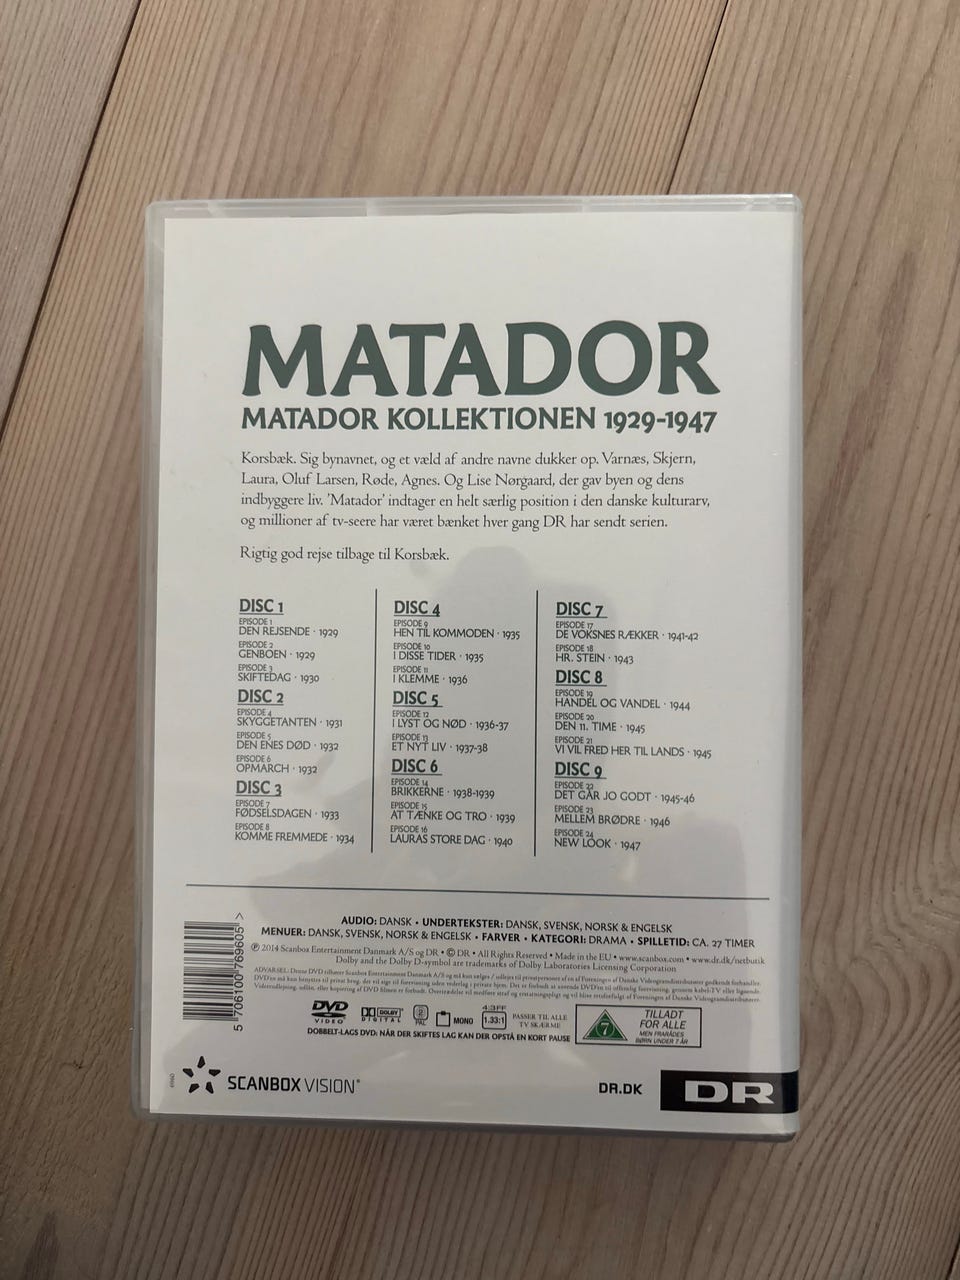 MATADOR
MATADOR KOLLEKTIONEN 1929-1947
Korsbæk. Sig bynavnet, og et væld af andre navne dukker op. Varnæs, Skjern,
Laura, Oluf Larsen, Røde, Agnes. Og Lise Nørgaard, der gav byen og dens
indbyggere liv. 'Matador' indtager en helt særlig position i den danske kulturarv,
og millioner af tv-seere har været bænket hver gang DR har sendt serien.
Rigtig god rejse tilbage til Korsbæk.
DISC 1
EPISODE 1
DEN REJSENDE · 1929
EPISODE 2
GENBOEN · 1929
EPISODE 3
SKIFTEDAG · 1930
DISC 2
EPISODE 4
SKYGGETANTEN · 1931
EPISODE 5
DEN ENES DØD · 1932
EPISODE 6
OPMARCH · 1932
DISC 3
EPISODE 7
FØDSELSDAGEN · 1933
EPISODE 8
KOMME FREMMEDE · 1934
DISC 4
EPISODE 9
HEN TIL KOMMODEN · 1935
EPISODE 10
I DISSE TIDER · 1935
EPISODE 11
I KLEMME · 1936
DISC 5
EPISODE 12
I LYST OG NØD · 1936-37
EPISODE 13
ET NYT LIV · 1937-38
DISC 6
EPISODE 14
BRIKKERNE · 1938-1939
EPISODE 15
AT TÆNKE OG TRO · 1939
EPISODE 16
LAURAS STORE DAG · 1940
DISC 7
EPISODE 17
DE VOKSNES RÆKKER · 1941-42
EPISODE 18
HR. STEIN · 1943
DISC 8
EPISODE 19
HANDEL OG VANDEL · 1944
EPISODE 20
DEN 11. TIME · 1945
EPISODE 21
VI VIL FRED HER TIL LANDS · 1945
DISC 9
EPISODE 22
DET GÅR JO GODT · 1945-46
EPISODE 23
MELLEM BRØDRE · 1946
EPISODE 24
NEW LOOK · 1947
AUDIO: DANSK • UNDERTEKSTER: DANSK, SVENSK, NORSK & ENGELSK
MENUER: DANSK, SVENSK, NORSK & ENGELSK • FARVER • KATEGORI: DRAMA • SPILLETID: CA. 27 TIMER
℗ 2014 Scanbox Entertainment Danmark A/S og DR • © DR • All Rights Reserved • Made in the EU • www.scanbox.com • www.dr.dk/netbutik
Dolby and the Dolby D-symbol are trademarks of Dolby Laboratories Licensing Corporation
5 706100 769605 >
DVD VIDEO
DOLBY DIGITAL
2 PAL
MONO
4:3FF
1.33:1
PASSER TIL ALLE
TV SKÆRME
7
TILLADT
FOR ALLE
MEN FRARÅDES
BØRN UNDER 7 ÅR
DOBBELT-LAGS DVD: NÅR DER SKIFTES LAG KAN DER OPSTÅ EN KORT PAUSE
SCANBOX VISION
DR.DK
DR